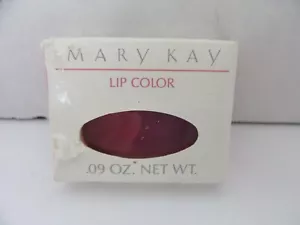 MARY KAY
LIP COLOR
.09 OZ. NET WT.